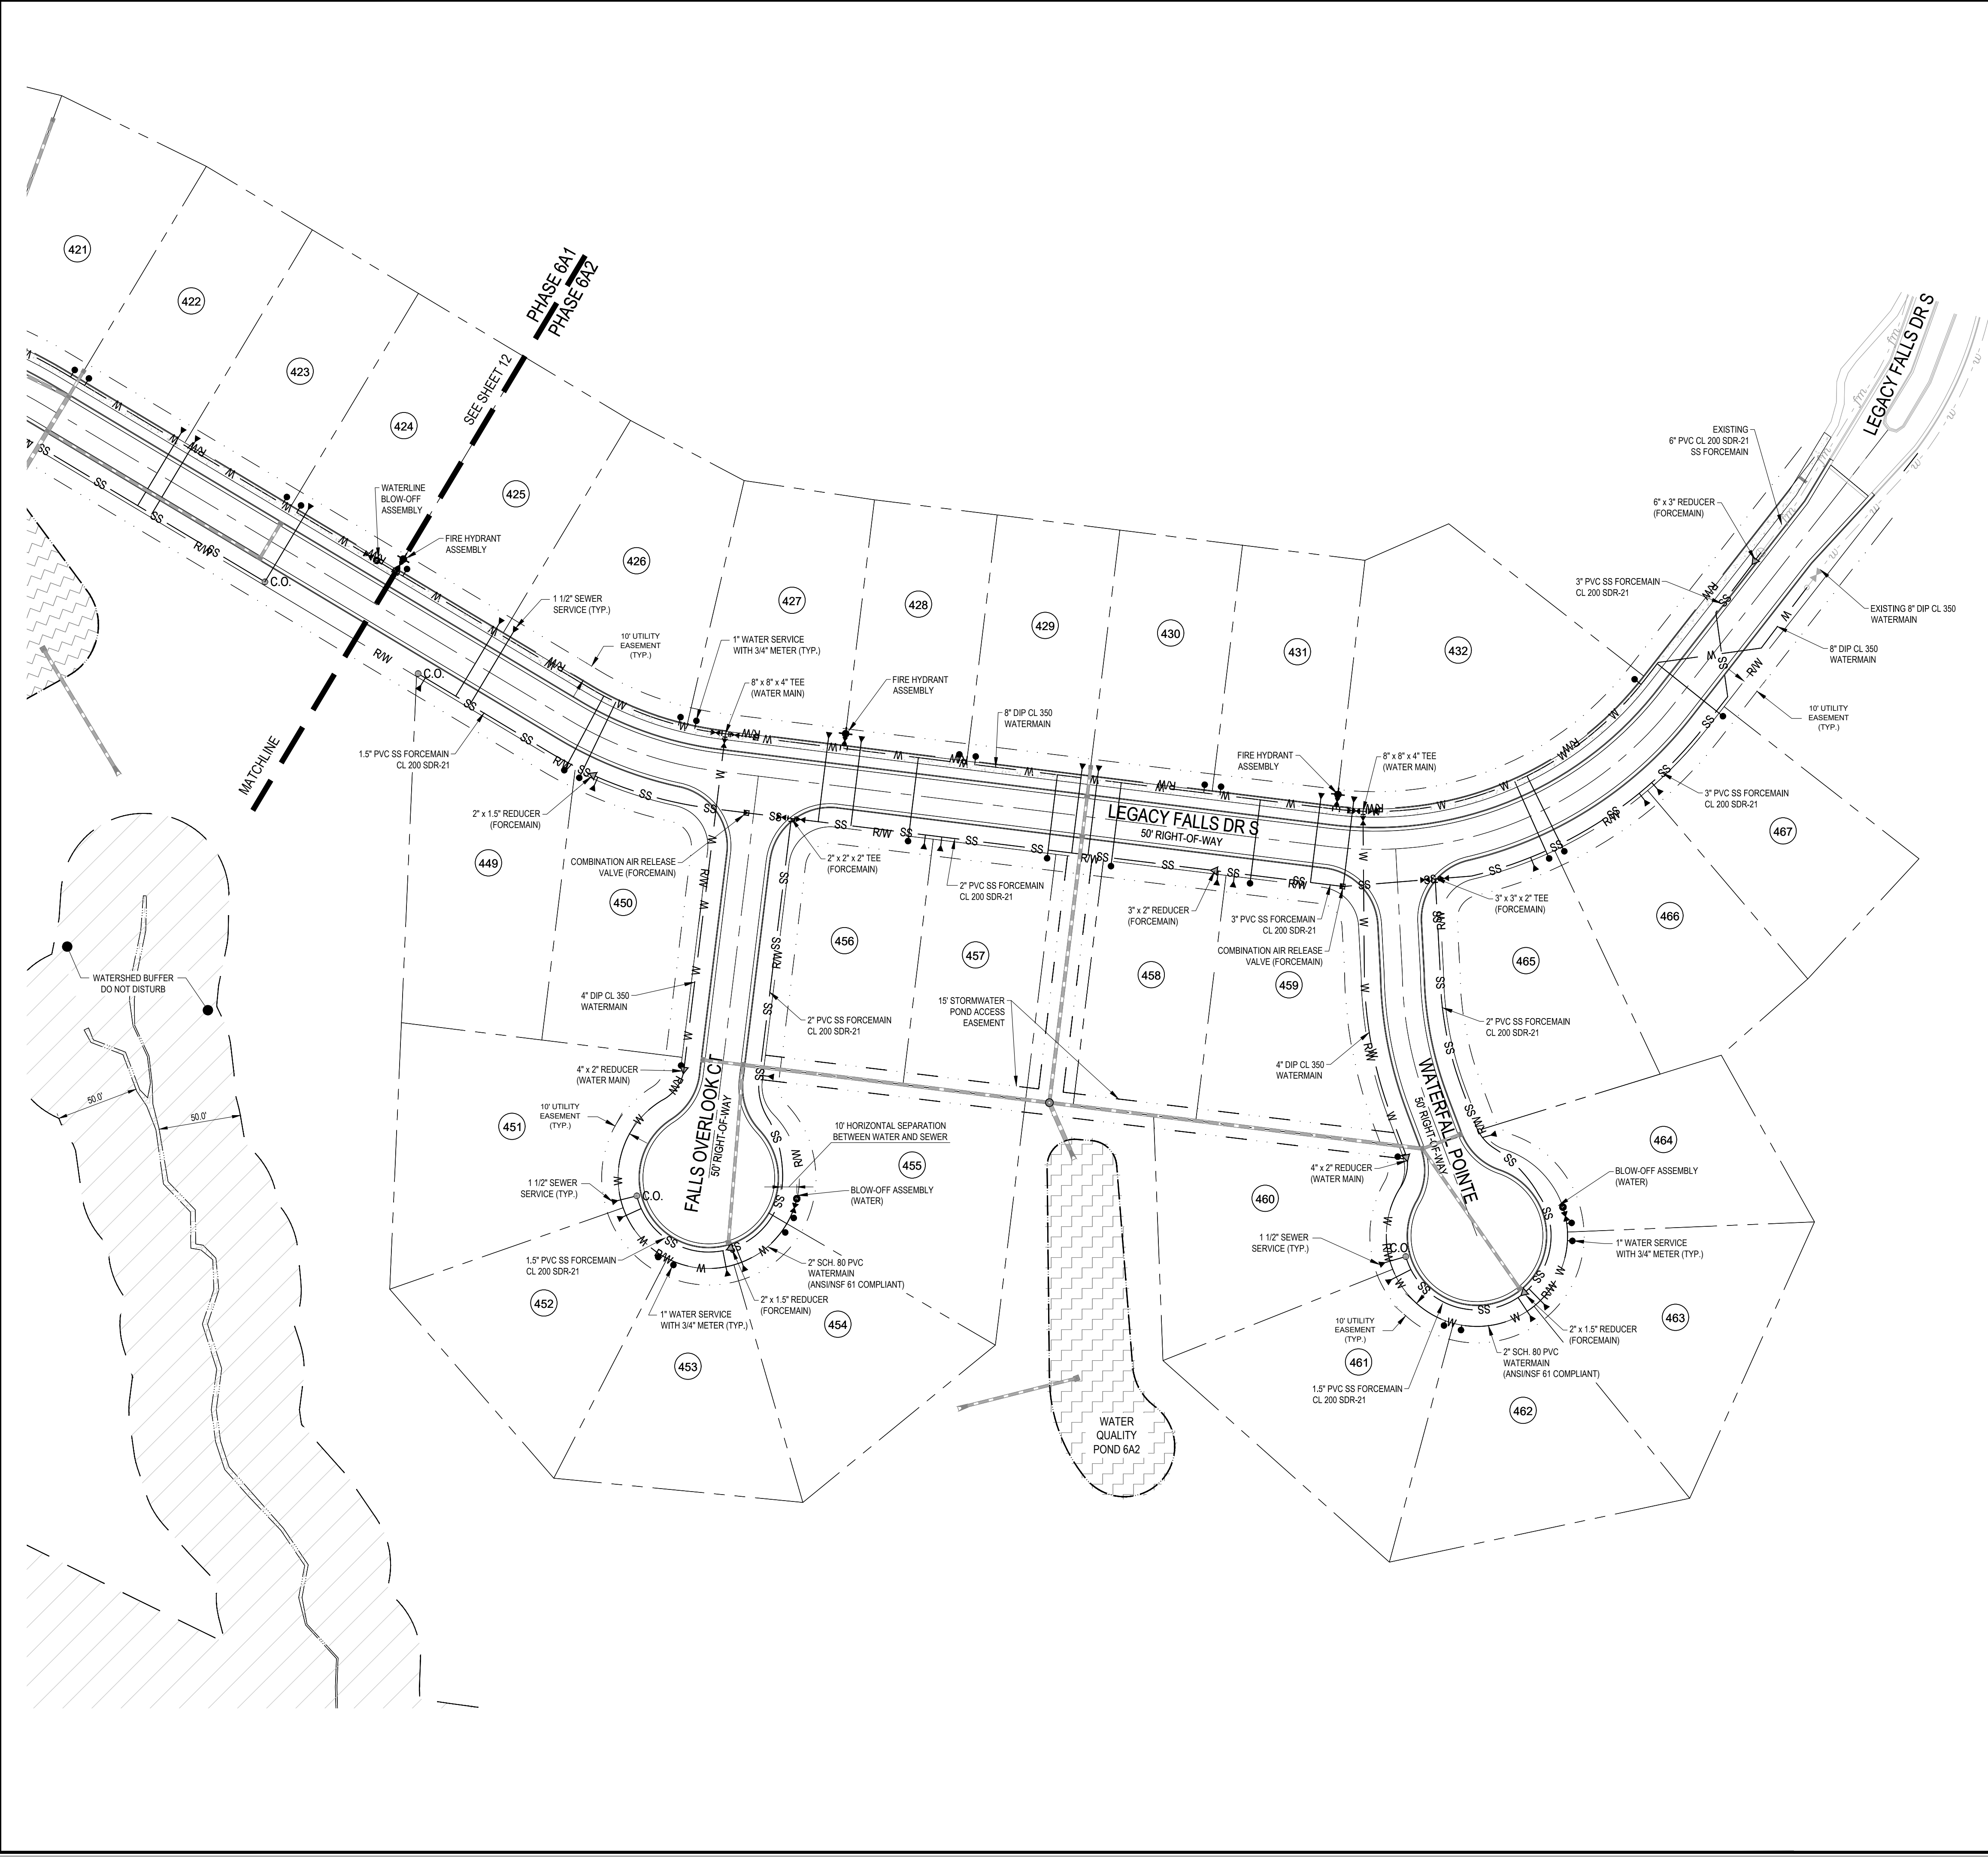 PHASE 6A1
PHASE 6A2
SEE SHEET 12
MATCHLINE
421
422
423
424
425
426
427
428
429
430
431
432
WATERLINE
BLOW-OFF
ASSEMBLY
FIRE HYDRANT
ASSEMBLY
C.O.
C.O.
1 1/2" SEWER
SERVICE (TYP.)
10' UTILITY
EASEMENT
(TYP.)
1" WATER SERVICE
WITH 3/4" METER (TYP.)
8" x 8" x 4" TEE
(WATER MAIN)
FIRE HYDRANT
ASSEMBLY
8" DIP CL 350
WATERMAIN
FIRE HYDRANT
ASSEMBLY
8" x 8" x 4" TEE
(WATER MAIN)
LEGACY FALLS DR S
EXISTING
6" PVC CL 200 SDR-21
SS FORCEMAIN
6" x 3" REDUCER
(FORCEMAIN)
3" PVC SS FORCEMAIN
CL 200 SDR-21
EXISTING 8" DIP CL 350
WATERMAIN
8" DIP CL 350
WATERMAIN
10' UTILITY
EASEMENT
(TYP.)
3" PVC SS FORCEMAIN
CL 200 SDR-21
467
1.5" PVC SS FORCEMAIN
CL 200 SDR-21
2" x 1.5" REDUCER
(FORCEMAIN)
COMBINATION AIR RELEASE
VALVE (FORCEMAIN)
2" x 2" x 2" TEE
(FORCEMAIN)
LEGACY FALLS DR S
50' RIGHT-OF-WAY
2" PVC SS FORCEMAIN
CL 200 SDR-21
3" x 2" REDUCER
(FORCEMAIN)
3" PVC SS FORCEMAIN
CL 200 SDR-21
COMBINATION AIR RELEASE
VALVE (FORCEMAIN)
3" x 3" x 2" TEE
(FORCEMAIN)
449
450
456
457
458
459
465
466
WATERSHED BUFFER
DO NOT DISTURB
50.0'
50.0'
4" DIP CL 350
WATERMAIN
2" PVC SS FORCEMAIN
CL 200 SDR-21
15' STORMWATER
POND ACCESS
EASEMENT
4" DIP CL 350
WATERMAIN
2" PVC SS FORCEMAIN
CL 200 SDR-21
4" x 2" REDUCER
(WATER MAIN)
10' UTILITY
EASEMENT
(TYP.)
451
FALLS OVERLOOK CT
50' RIGHT-OF-WAY
10' HORIZONTAL SEPARATION
BETWEEN WATER AND SEWER
455
BLOW-OFF ASSEMBLY
(WATER)
1 1/2" SEWER
SERVICE (TYP.)
C.O.
1.5" PVC SS FORCEMAIN
CL 200 SDR-21
2" SCH. 80 PVC
WATERMAIN
(ANSI/NSF 61 COMPLIANT)
2" x 1.5" REDUCER
(FORCEMAIN)
1" WATER SERVICE
WITH 3/4" METER (TYP.)
452
453
454
WATERFALL POINTE
50' RIGHT-OF-WAY
4" x 2" REDUCER
(WATER MAIN)
460
464
BLOW-OFF ASSEMBLY
(WATER)
1 1/2" SEWER
SERVICE (TYP.)
C.O.
1" WATER SERVICE
WITH 3/4" METER (TYP.)
463
10' UTILITY
EASEMENT
(TYP.)
461
2" x 1.5" REDUCER
(FORCEMAIN)
2" SCH. 80 PVC
WATERMAIN
(ANSI/NSF 61 COMPLIANT)
1.5" PVC SS FORCEMAIN
CL 200 SDR-21
462
WATER
QUALITY
POND 6A2